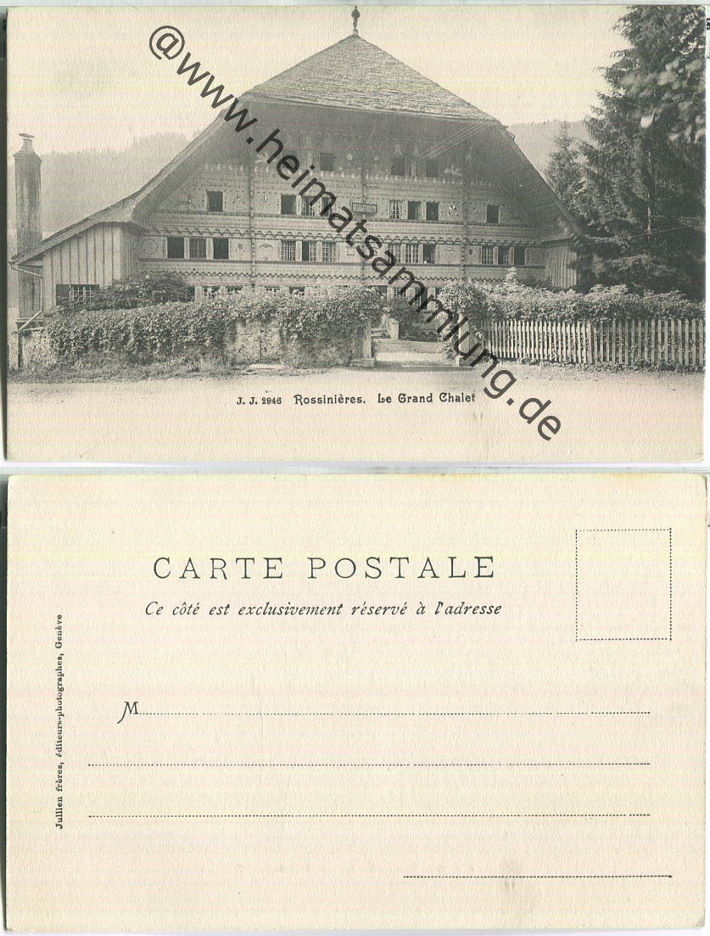 @www.heimatsammlung.de
J. J. 2946 Rossinières. Le Grand Chalet
CARTE POSTALE
Ce côté est exclusivement réservé à l'adresse
Jullien frères, éditeurs-photographes, Genève
M